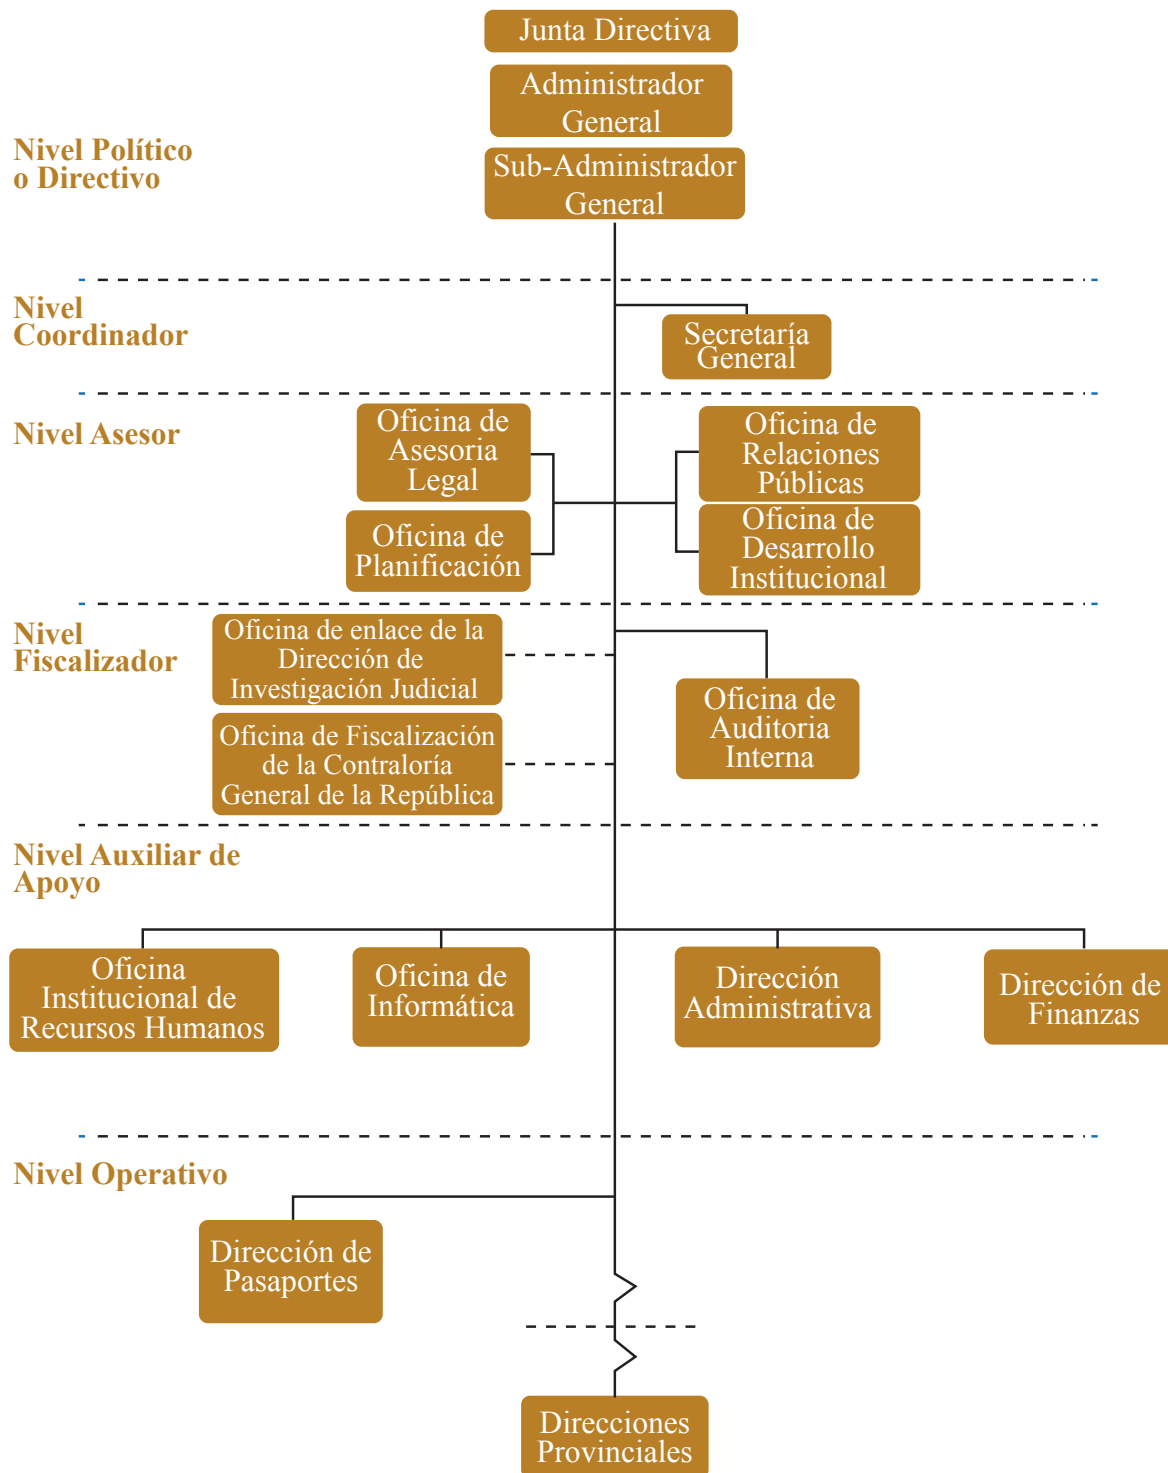 Junta Directiva
Administrador
General
Nivel Político
o Directivo
Sub-Administrador
General
Nivel
Coordinador
Secretaría
General
Nivel Asesor
Oficina de
Asesoria
Legal
Oficina de
Relaciones
Públicas
Oficina de
Planificación
Oficina de
Desarrollo
Institucional
Nivel
Fiscalizador
Oficina de enlace de la
Dirección de
Investigación Judicial
Oficina de
Auditoria
Interna
Oficina de Fiscalización
de la Contraloría
General de la República
Nivel Auxiliar de
Apoyo
Oficina
Institucional de
Recursos Humanos
Oficina de
Informática
Dirección
Administrativa
Dirección de
Finanzas
Nivel Operativo
Dirección de
Pasaportes
Direcciones
Provinciales